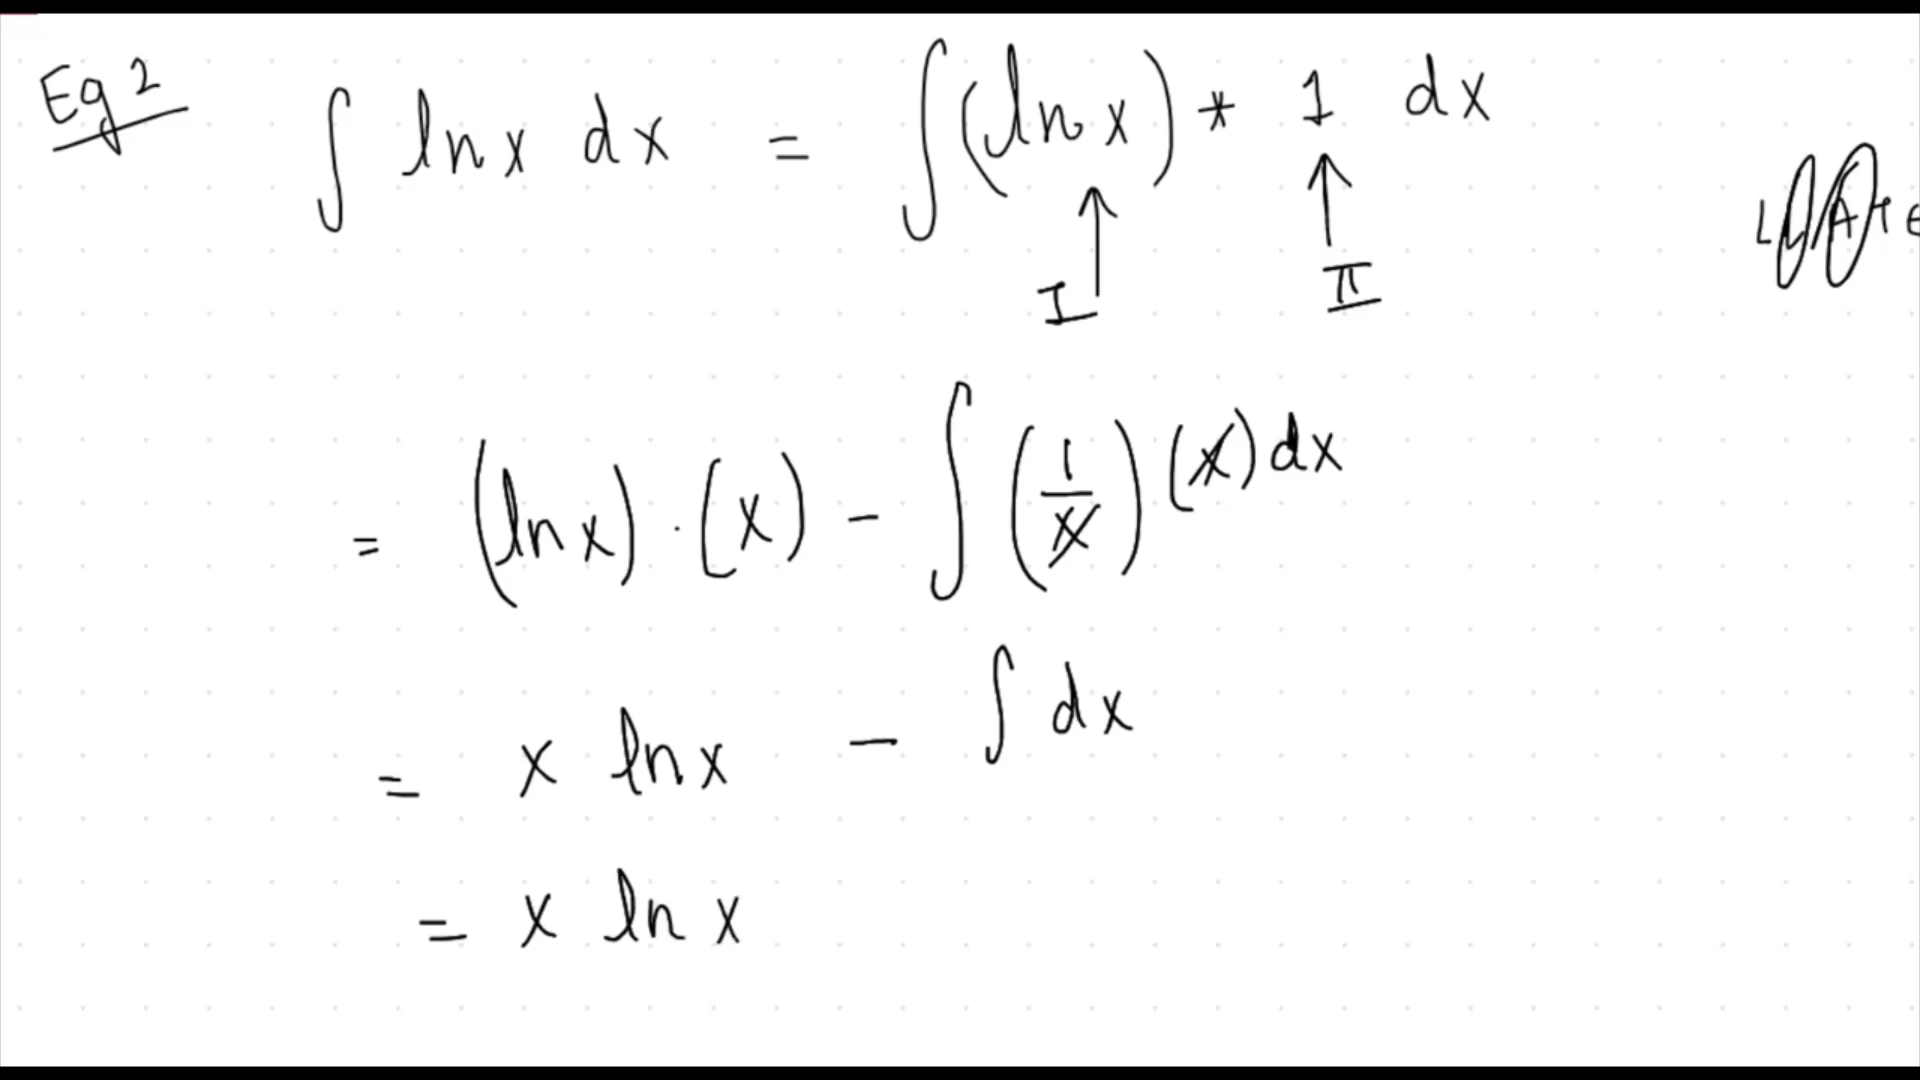 Eg 2
∫ ln x dx = ∫ (ln x) * 1 dx
I II
= (ln x) · (x) - ∫ (1/x) (x) dx
= x ln x - ∫ dx
= x ln x